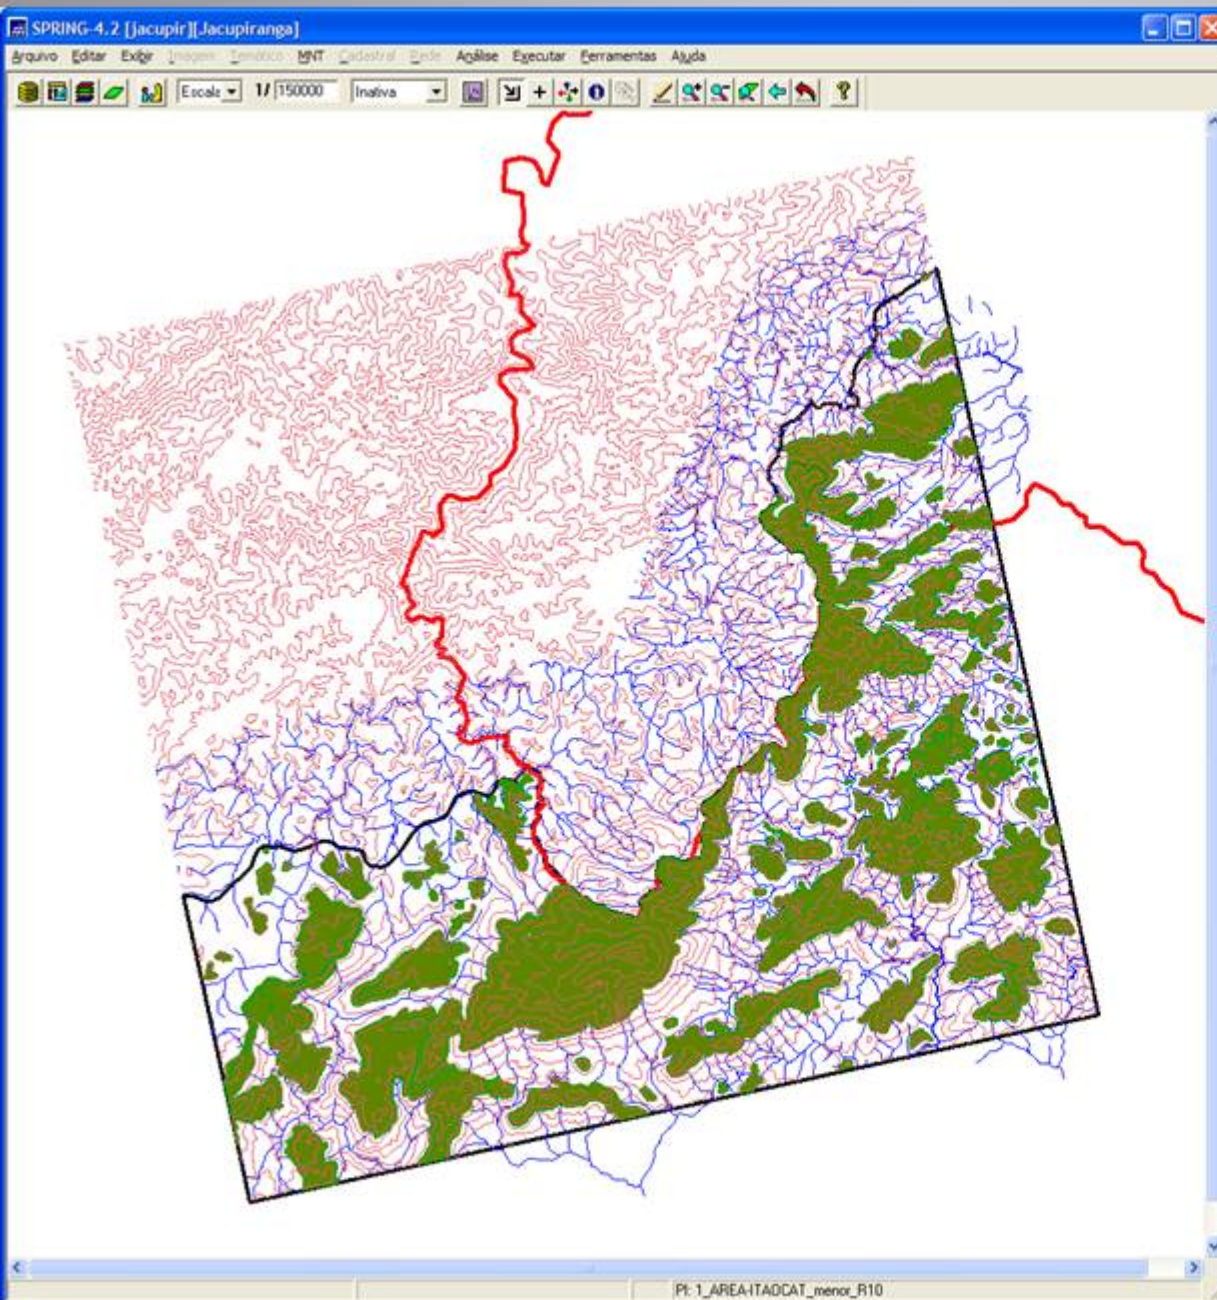 SPRING-4.2 [jacupir][Jacupiranga]
Arquivo Editar Exibir Imagem Temático MNT Cadastral Rede Análise Executar Ferramentas Ajuda
Escala 1/ 150000 Inativa
PI: 1_AREA-ITAOCAT_menor_R10